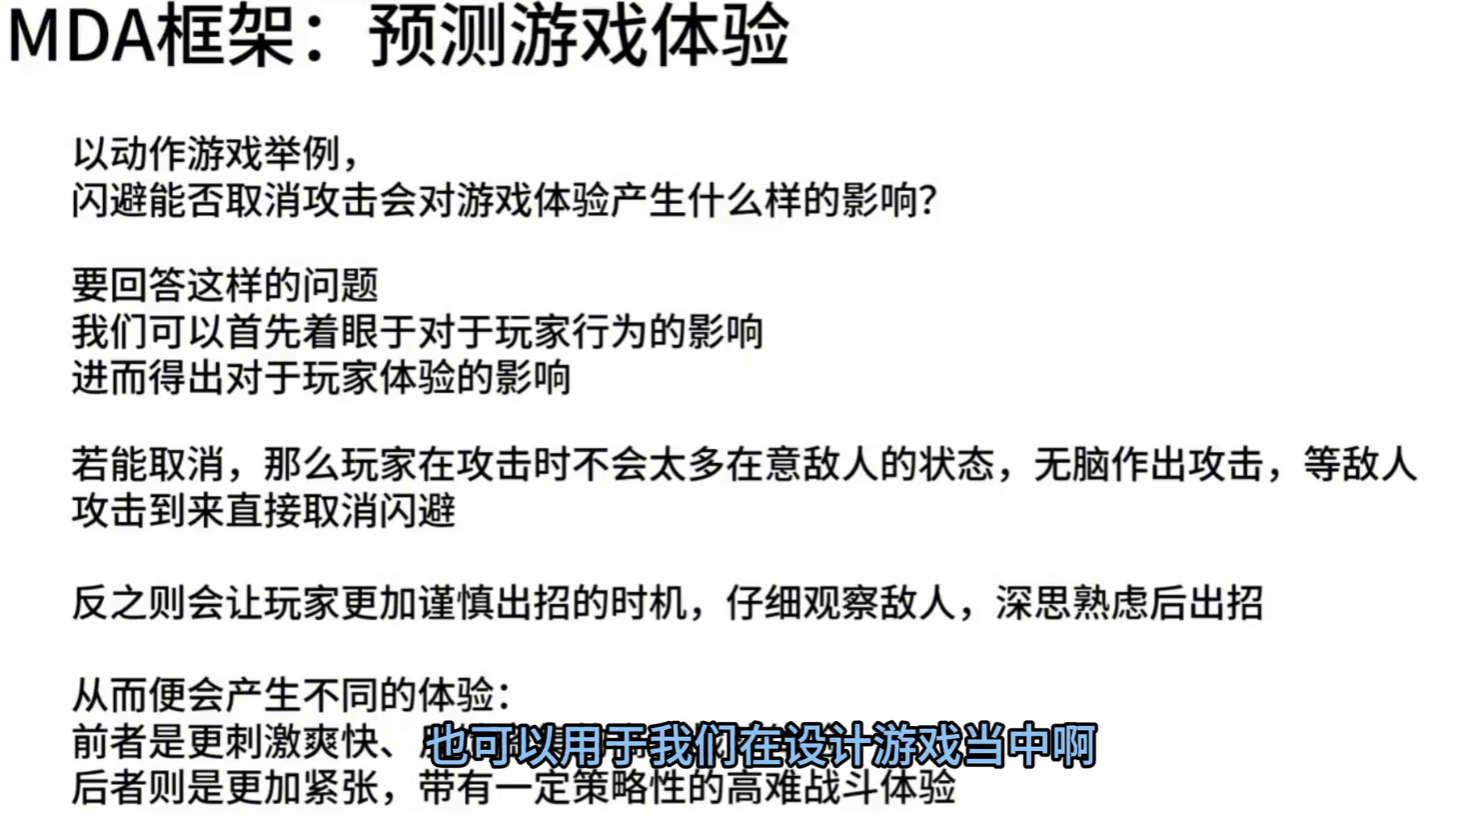 MDA框架：预测游戏体验
以动作游戏举例，
闪避能否取消攻击会对游戏体验产生什么样的影响？
要回答这样的问题
我们可以首先着眼于对于玩家行为的影响
进而得出对于玩家体验的影响
若能取消，那么玩家在攻击时不会太多在意敌人的状态，无脑作出攻击，等敌人
攻击到来直接取消闪避
反之则会让玩家更加谨慎出招的时机，仔细观察敌人，深思熟虑后出招
从而便会产生不同的体验：
前者是更刺激爽快、
也可以用于我们在设计游戏当中啊
后者则是更加紧张，带有一定策略性的高难战斗体验